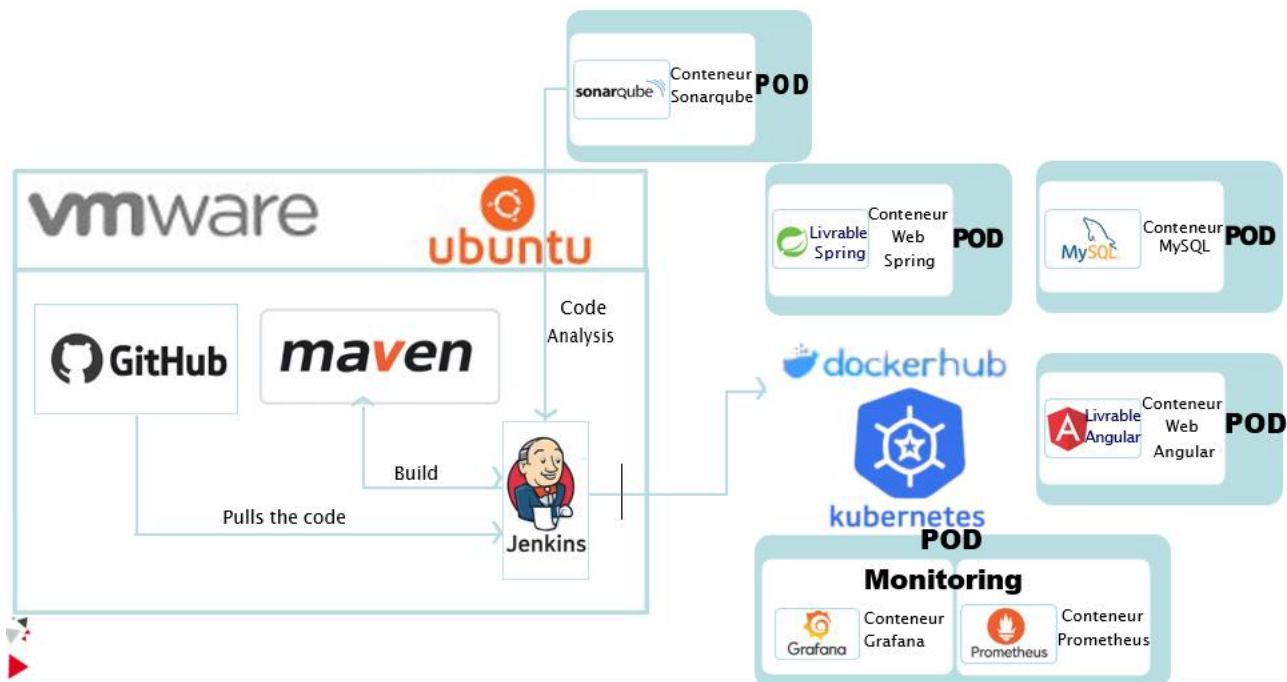 sonarqube
Conteneur
Sonarqube
POD
vmware
ubuntu
Livrable
Spring
Conteneur
Web
Spring
POD
MySQL
Conteneur
MySQL
POD
GitHub
maven
Code
Analysis
dockerhub
Livrable
Angular
Conteneur
Web
Angular
POD
Build
Pulls the code
Jenkins
kubernetes
POD
Monitoring
Grafana
Conteneur
Grafana
Prometheus
Conteneur
Prometheus